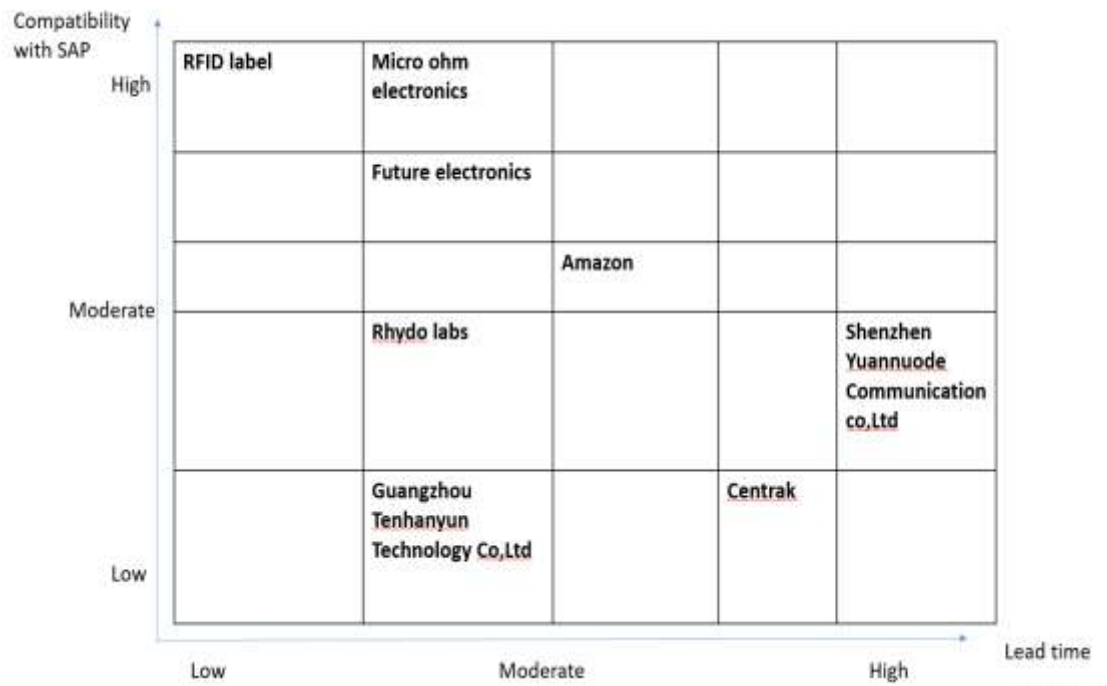 Compatibility
with SAP
High
RFID label
Micro ohm
electronics
Future electronics
Amazon
Moderate
Rhydo labs
Shenzhen
Yuannuode
Communication
co,Ltd
Guangzhou
Tenhanyun
Technology Co,Ltd
Centrak
Low
Low
Moderate
High
Lead time